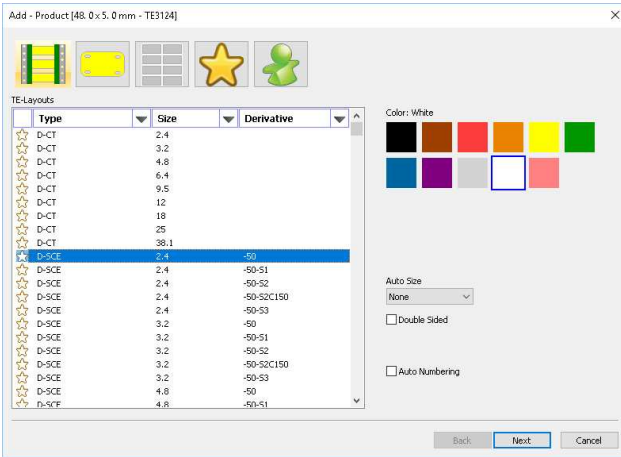 Add - Product [48. 0 x 5. 0 mm - TE3124]
TE-Layouts
Type Size Derivative
D-CT 2.4
D-CT 3.2
D-CT 4.8
D-CT 6.4
D-CT 9.5
D-CT 12
D-CT 18
D-CT 25
D-CT 38.1
D-SCE 2.4 -50
D-SCE 2.4 -50-S1
D-SCE 2.4 -50-S2
D-SCE 2.4 -50-S2C150
D-SCE 2.4 -50-S3
D-SCE 3.2 -50
D-SCE 3.2 -50-S1
D-SCE 3.2 -50-S2
D-SCE 3.2 -50-S2C150
D-SCE 3.2 -50-S3
D-SCE 4.8 -50
D-SCE 4.8 -50-S1
Color: White
Auto Size
None
Double Sided
Auto Numbering
Back Next Cancel